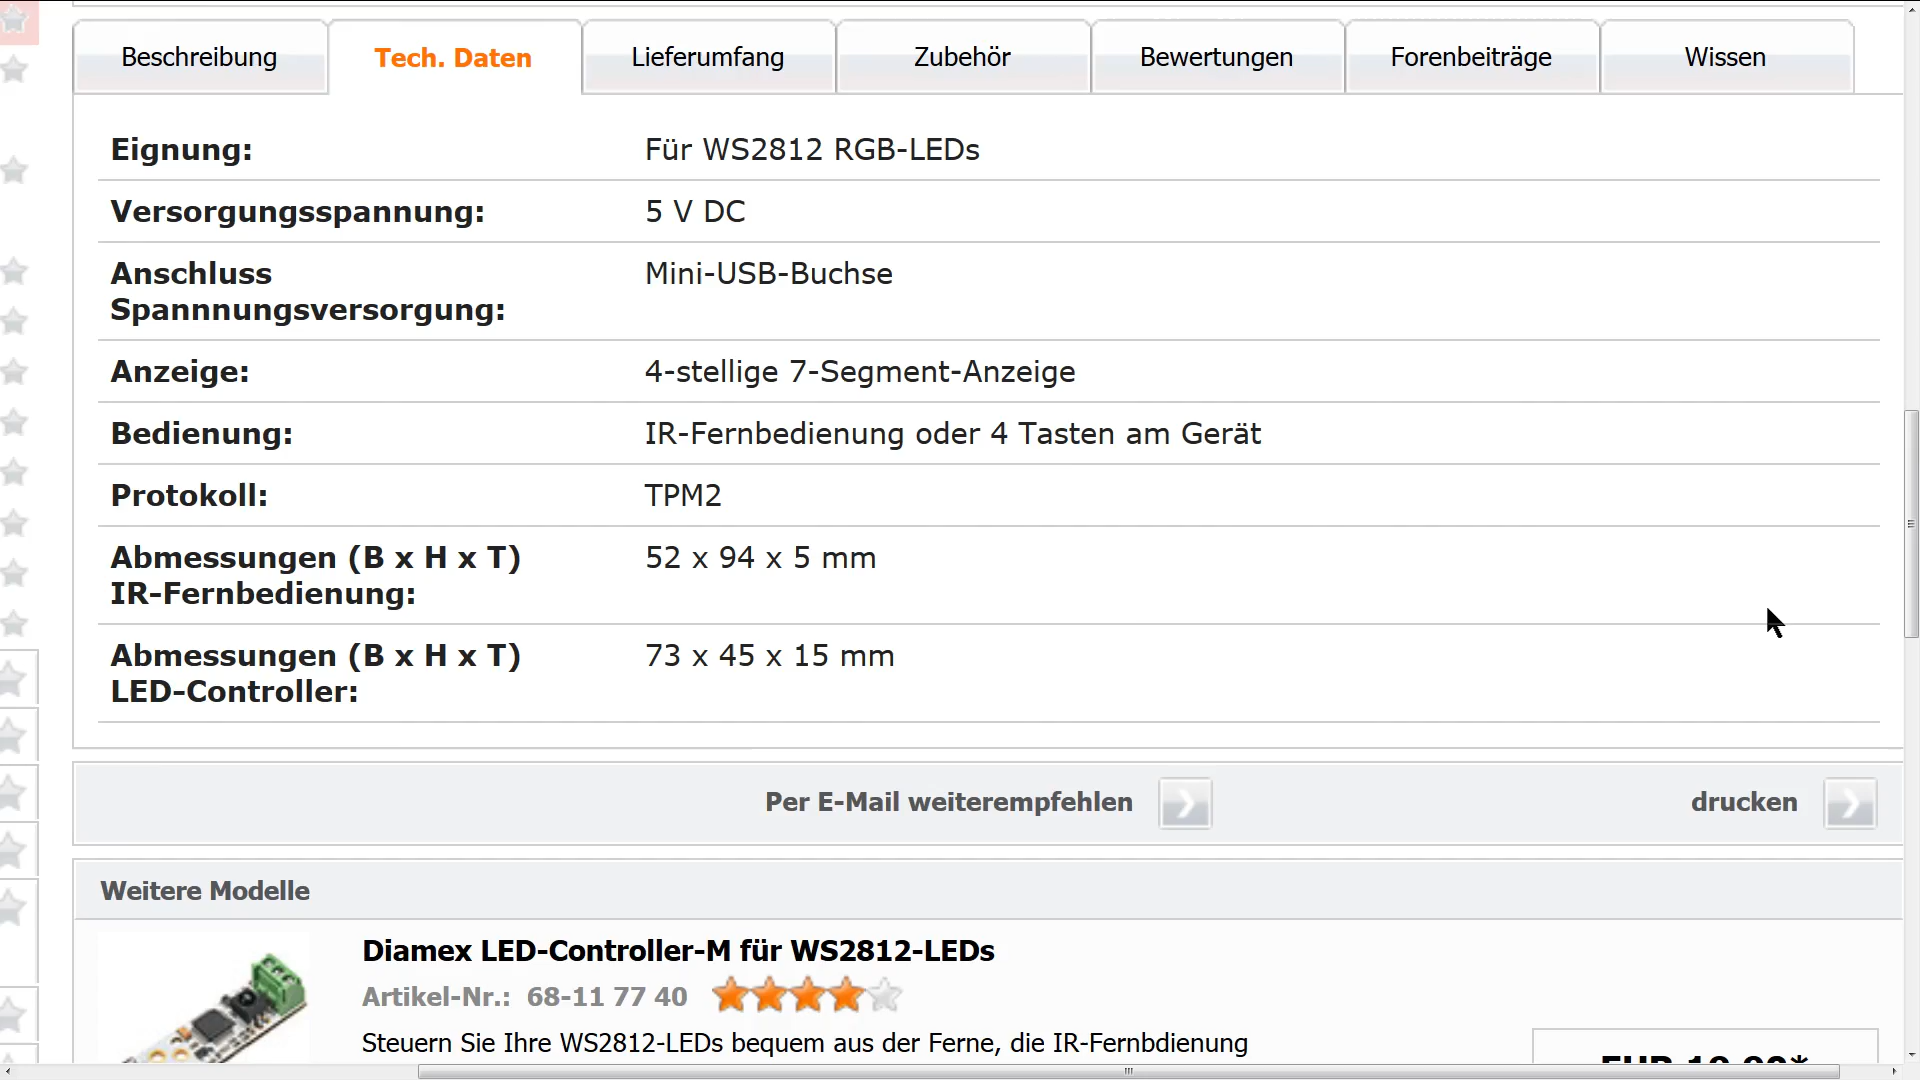 Beschreibung Tech. Daten Lieferumfang Zubehör Bewertungen Forenbeiträge Wissen
Eignung: Für WS2812 RGB-LEDs
Versorgungsspannung: 5 V DC
Anschluss Mini-USB-Buchse
Spannnungsversorgung:
Anzeige: 4-stellige 7-Segment-Anzeige
Bedienung: IR-Fernbedienung oder 4 Tasten am Gerät
Protokoll: TPM2
Abmessungen (B x H x T) 52 x 94 x 5 mm
IR-Fernbedienung:
Abmessungen (B x H x T) 73 x 45 x 15 mm
LED-Controller:
Per E-Mail weiterempfehlen drucken
Weitere Modelle
Diamex LED-Controller-M für WS2812-LEDs
Artikel-Nr.: 68-11 77 40
Steuern Sie Ihre WS2812-LEDs bequem aus der Ferne, die IR-Fernbdienung
EUR